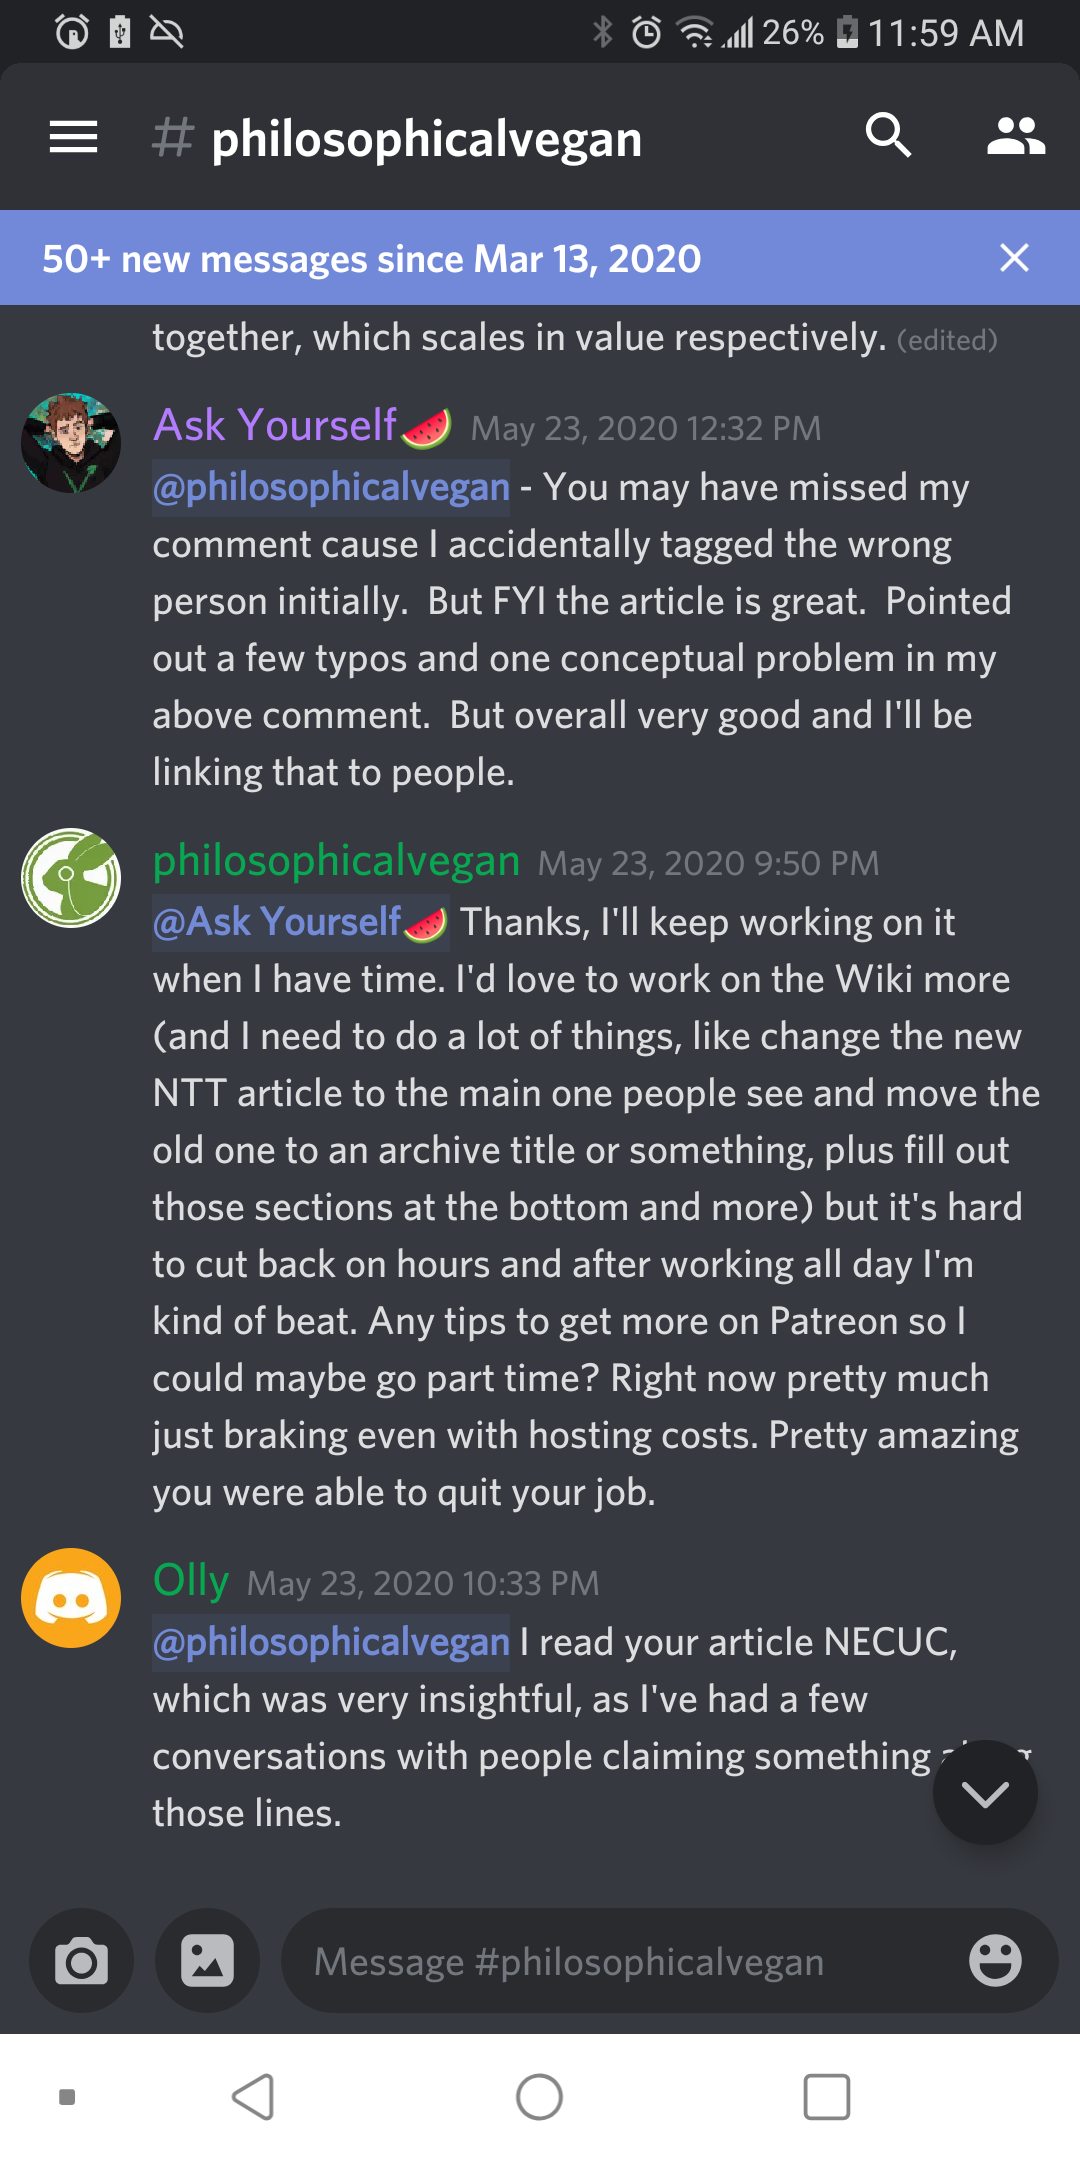 26% 11:59 AM
# philosophicalvegan
50+ new messages since Mar 13, 2020
together, which scales in value respectively. (edited)
Ask Yourself🍉 May 23, 2020 12:32 PM
@philosophicalvegan - You may have missed my
comment cause I accidentally tagged the wrong
person initially.  But FYI the article is great.  Pointed
out a few typos and one conceptual problem in my
above comment.  But overall very good and I'll be
linking that to people.
philosophicalvegan May 23, 2020 9:50 PM
@Ask Yourself🍉 Thanks, I'll keep working on it
when I have time. I'd love to work on the Wiki more
(and I need to do a lot of things, like change the new
NTT article to the main one people see and move the
old one to an archive title or something, plus fill out
those sections at the bottom and more) but it's hard
to cut back on hours and after working all day I'm
kind of beat. Any tips to get more on Patreon so I
could maybe go part time? Right now pretty much
just braking even with hosting costs. Pretty amazing
you were able to quit your job.
Olly May 23, 2020 10:33 PM
@philosophicalvegan I read your article NECUC,
which was very insightful, as I've had a few
conversations with people claiming something
those lines.
Message #philosophicalvegan